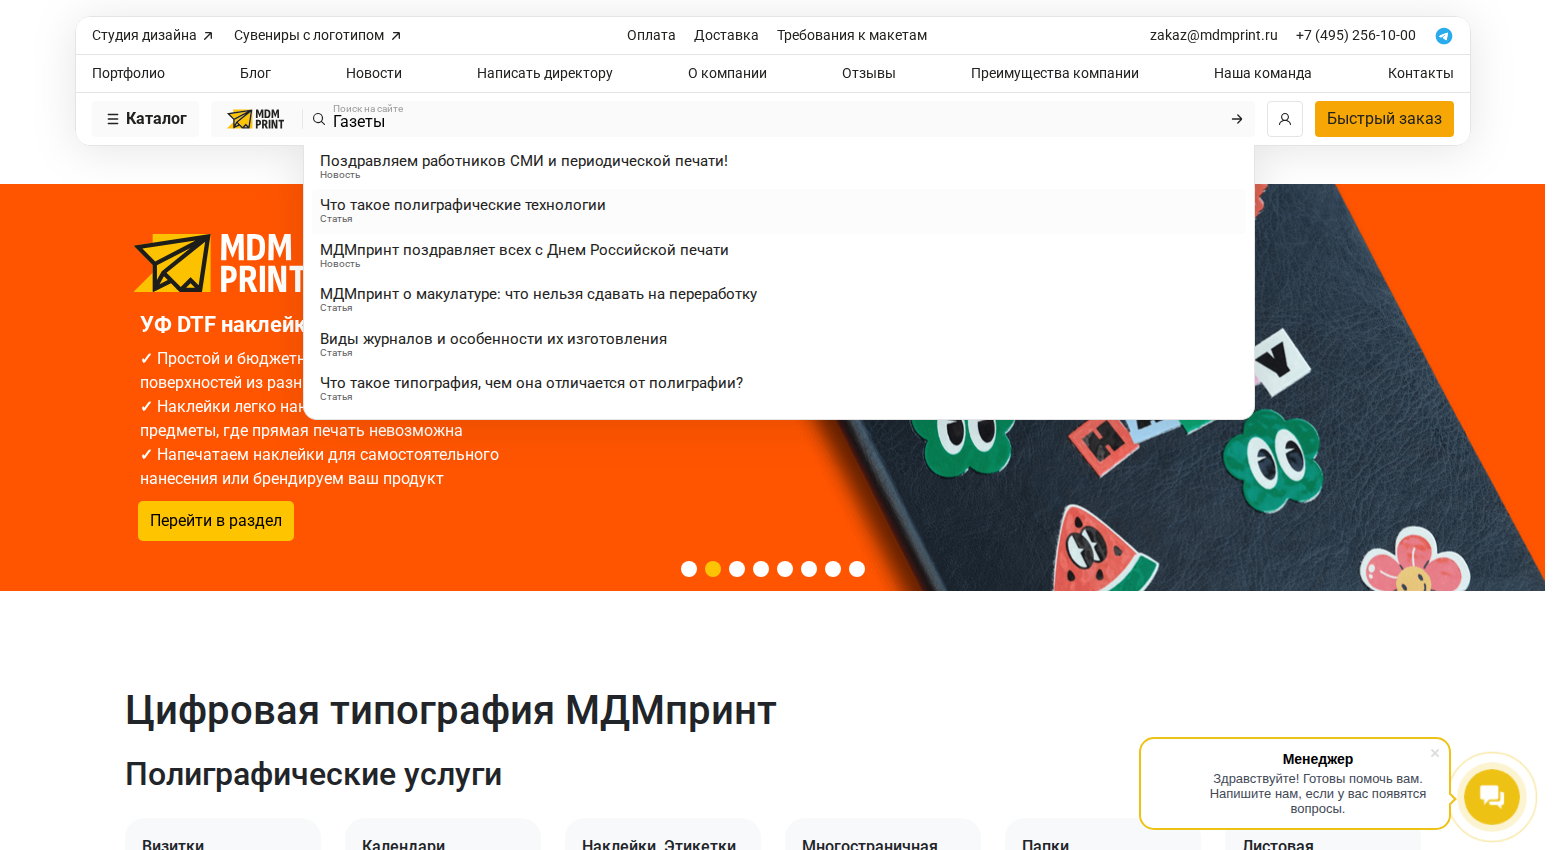 Студия дизайна
Сувениры с логотипом
Оплата
Доставка
Требования к макетам
zakaz@mdmprint.ru
+7 (495) 256-10-00
Портфолио
Блог
Новости
Написать директору
О компании
Отзывы
Преимущества компании
Наша команда
Контакты
Каталог
MDM
PRINT
Поиск на сайте
Газеты
Быстрый заказ
Поздравляем работников СМИ и периодической печати!
Новость
Что такое полиграфические технологии
Статья
МДМпринт поздравляет всех с Днем Российской печати
Новость
МДМпринт о макулатуре: что нельзя сдавать на переработку
Статья
Виды журналов и особенности их изготовления
Статья
Что такое типография, чем она отличается от полиграфии?
Статья
MDM
PRINT
УФ DTF наклейк
✓ Простой и бюджетн
поверхностей из разн
✓ Наклейки легко нан
предметы, где прямая печать невозможна
✓ Напечатаем наклейки для самостоятельного
нанесения или брендируем ваш продукт
Перейти в раздел
Цифровая типография МДМпринт
Полиграфические услуги
Менеджер
Здравствуйте! Готовы помочь вам.
Напишите нам, если у вас появятся
вопросы.
Визитки
Календари
Наклейки, Этикетки
Многостраничная
Папки
Листовая